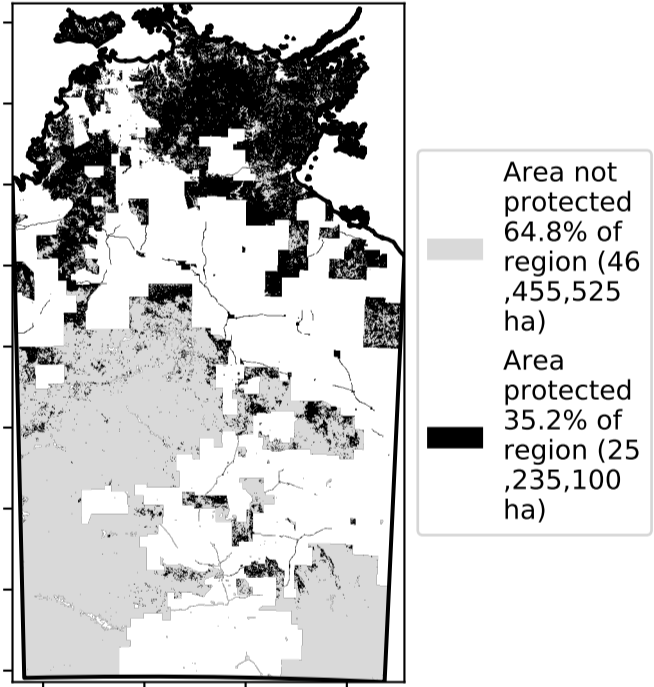 Area not
protected
64.8% of
region (46
,455,525
ha)
Area
protected
35.2% of
region (25
,235,100
ha)